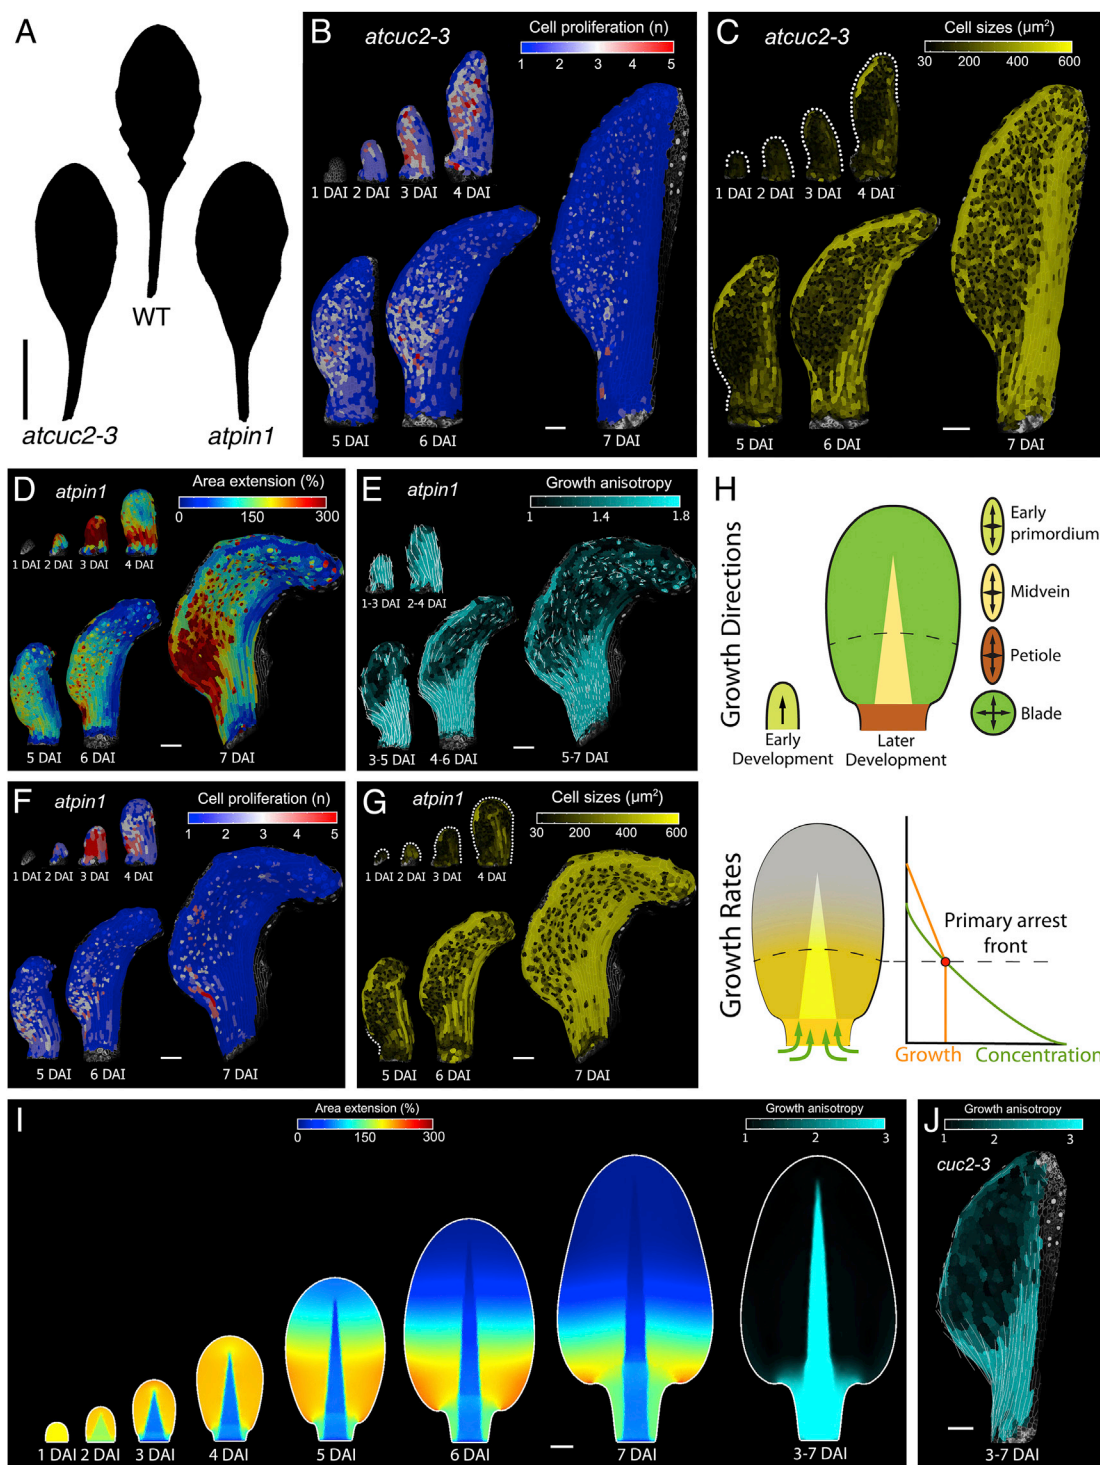 A
WT
atcuc2-3
atpin1
B
atcuc2-3
Cell proliferation (n)
1 2 3 4 5
1 DAI 2 DAI 3 DAI 4 DAI
5 DAI 6 DAI 7 DAI
C
atcuc2-3
Cell sizes (µm²)
30 200 400 600
1 DAI 2 DAI 3 DAI 4 DAI
5 DAI 6 DAI 7 DAI
D
atpin1
Area extension (%)
0 150 300
1 DAI 2 DAI 3 DAI 4 DAI
5 DAI 6 DAI 7 DAI
E
atpin1
Growth anisotropy
1 1.4 1.8
1-3 DAI 2-4 DAI
3-5 DAI 4-6 DAI 5-7 DAI
F
atpin1
Cell proliferation (n)
1 2 3 4 5
1 DAI 2 DAI 3 DAI 4 DAI
5 DAI 6 DAI 7 DAI
G
atpin1
Cell sizes (µm²)
30 200 400 600
1 DAI 2 DAI 3 DAI 4 DAI
5 DAI 6 DAI 7 DAI
H
Growth Directions
Early
primordium
Midvein
Petiole
Blade
Early
Development
Later
Development
Growth Rates
Primary arrest
front
Growth Concentration
I
Area extension (%)
0 150 300
Growth anisotropy
1 2 3
1 DAI 2 DAI 3 DAI 4 DAI 5 DAI 6 DAI 7 DAI 3-7 DAI
J
Growth anisotropy
1 2 3
cuc2-3
3-7 DAI